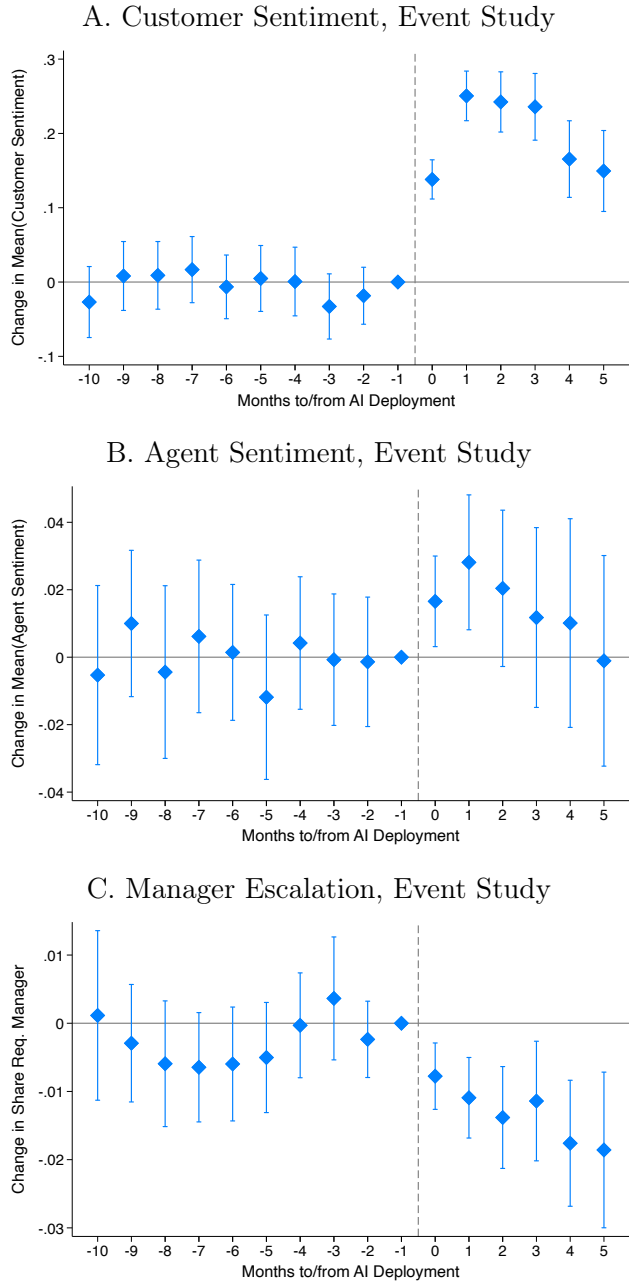 A. Customer Sentiment, Event Study
Change in Mean(Customer Sentiment)
.3
.2
.1
0
-.1
-10 -9 -8 -7 -6 -5 -4 -3 -2 -1 0 1 2 3 4 5
Months to/from AI Deployment
B. Agent Sentiment, Event Study
Change in Mean(Agent Sentiment)
.04
.02
0
-.02
-.04
-10 -9 -8 -7 -6 -5 -4 -3 -2 -1 0 1 2 3 4 5
Months to/from AI Deployment
C. Manager Escalation, Event Study
Change in Share Req. Manager
.01
0
-.01
-.02
-.03
-10 -9 -8 -7 -6 -5 -4 -3 -2 -1 0 1 2 3 4 5
Months to/from AI Deployment